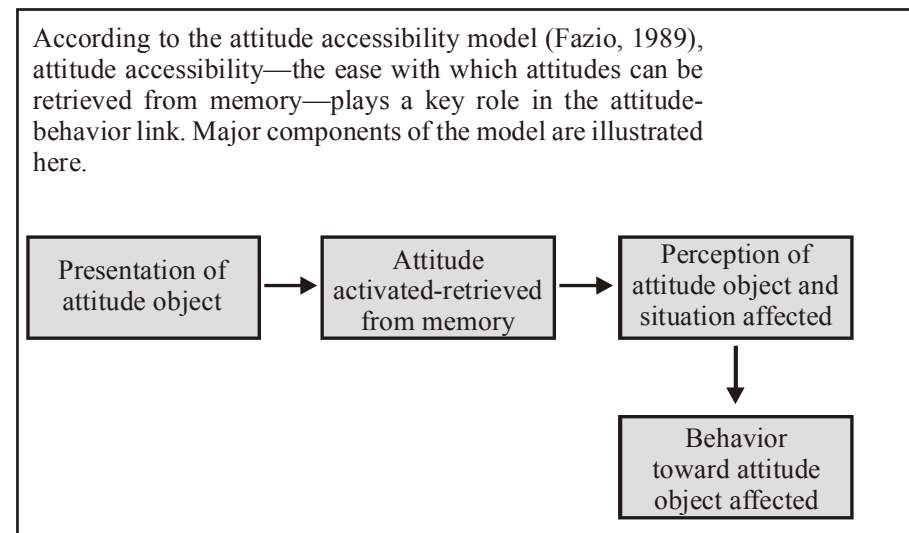 According to the attitude accessibility model (Fazio, 1989),
attitude accessibility—the ease with which attitudes can be
retrieved from memory—plays a key role in the attitude-
behavior link. Major components of the model are illustrated
here.
Presentation of
attitude object
Attitude
activated-retrieved
from memory
Perception of
attitude object and
situation affected
Behavior
toward attitude
object affected